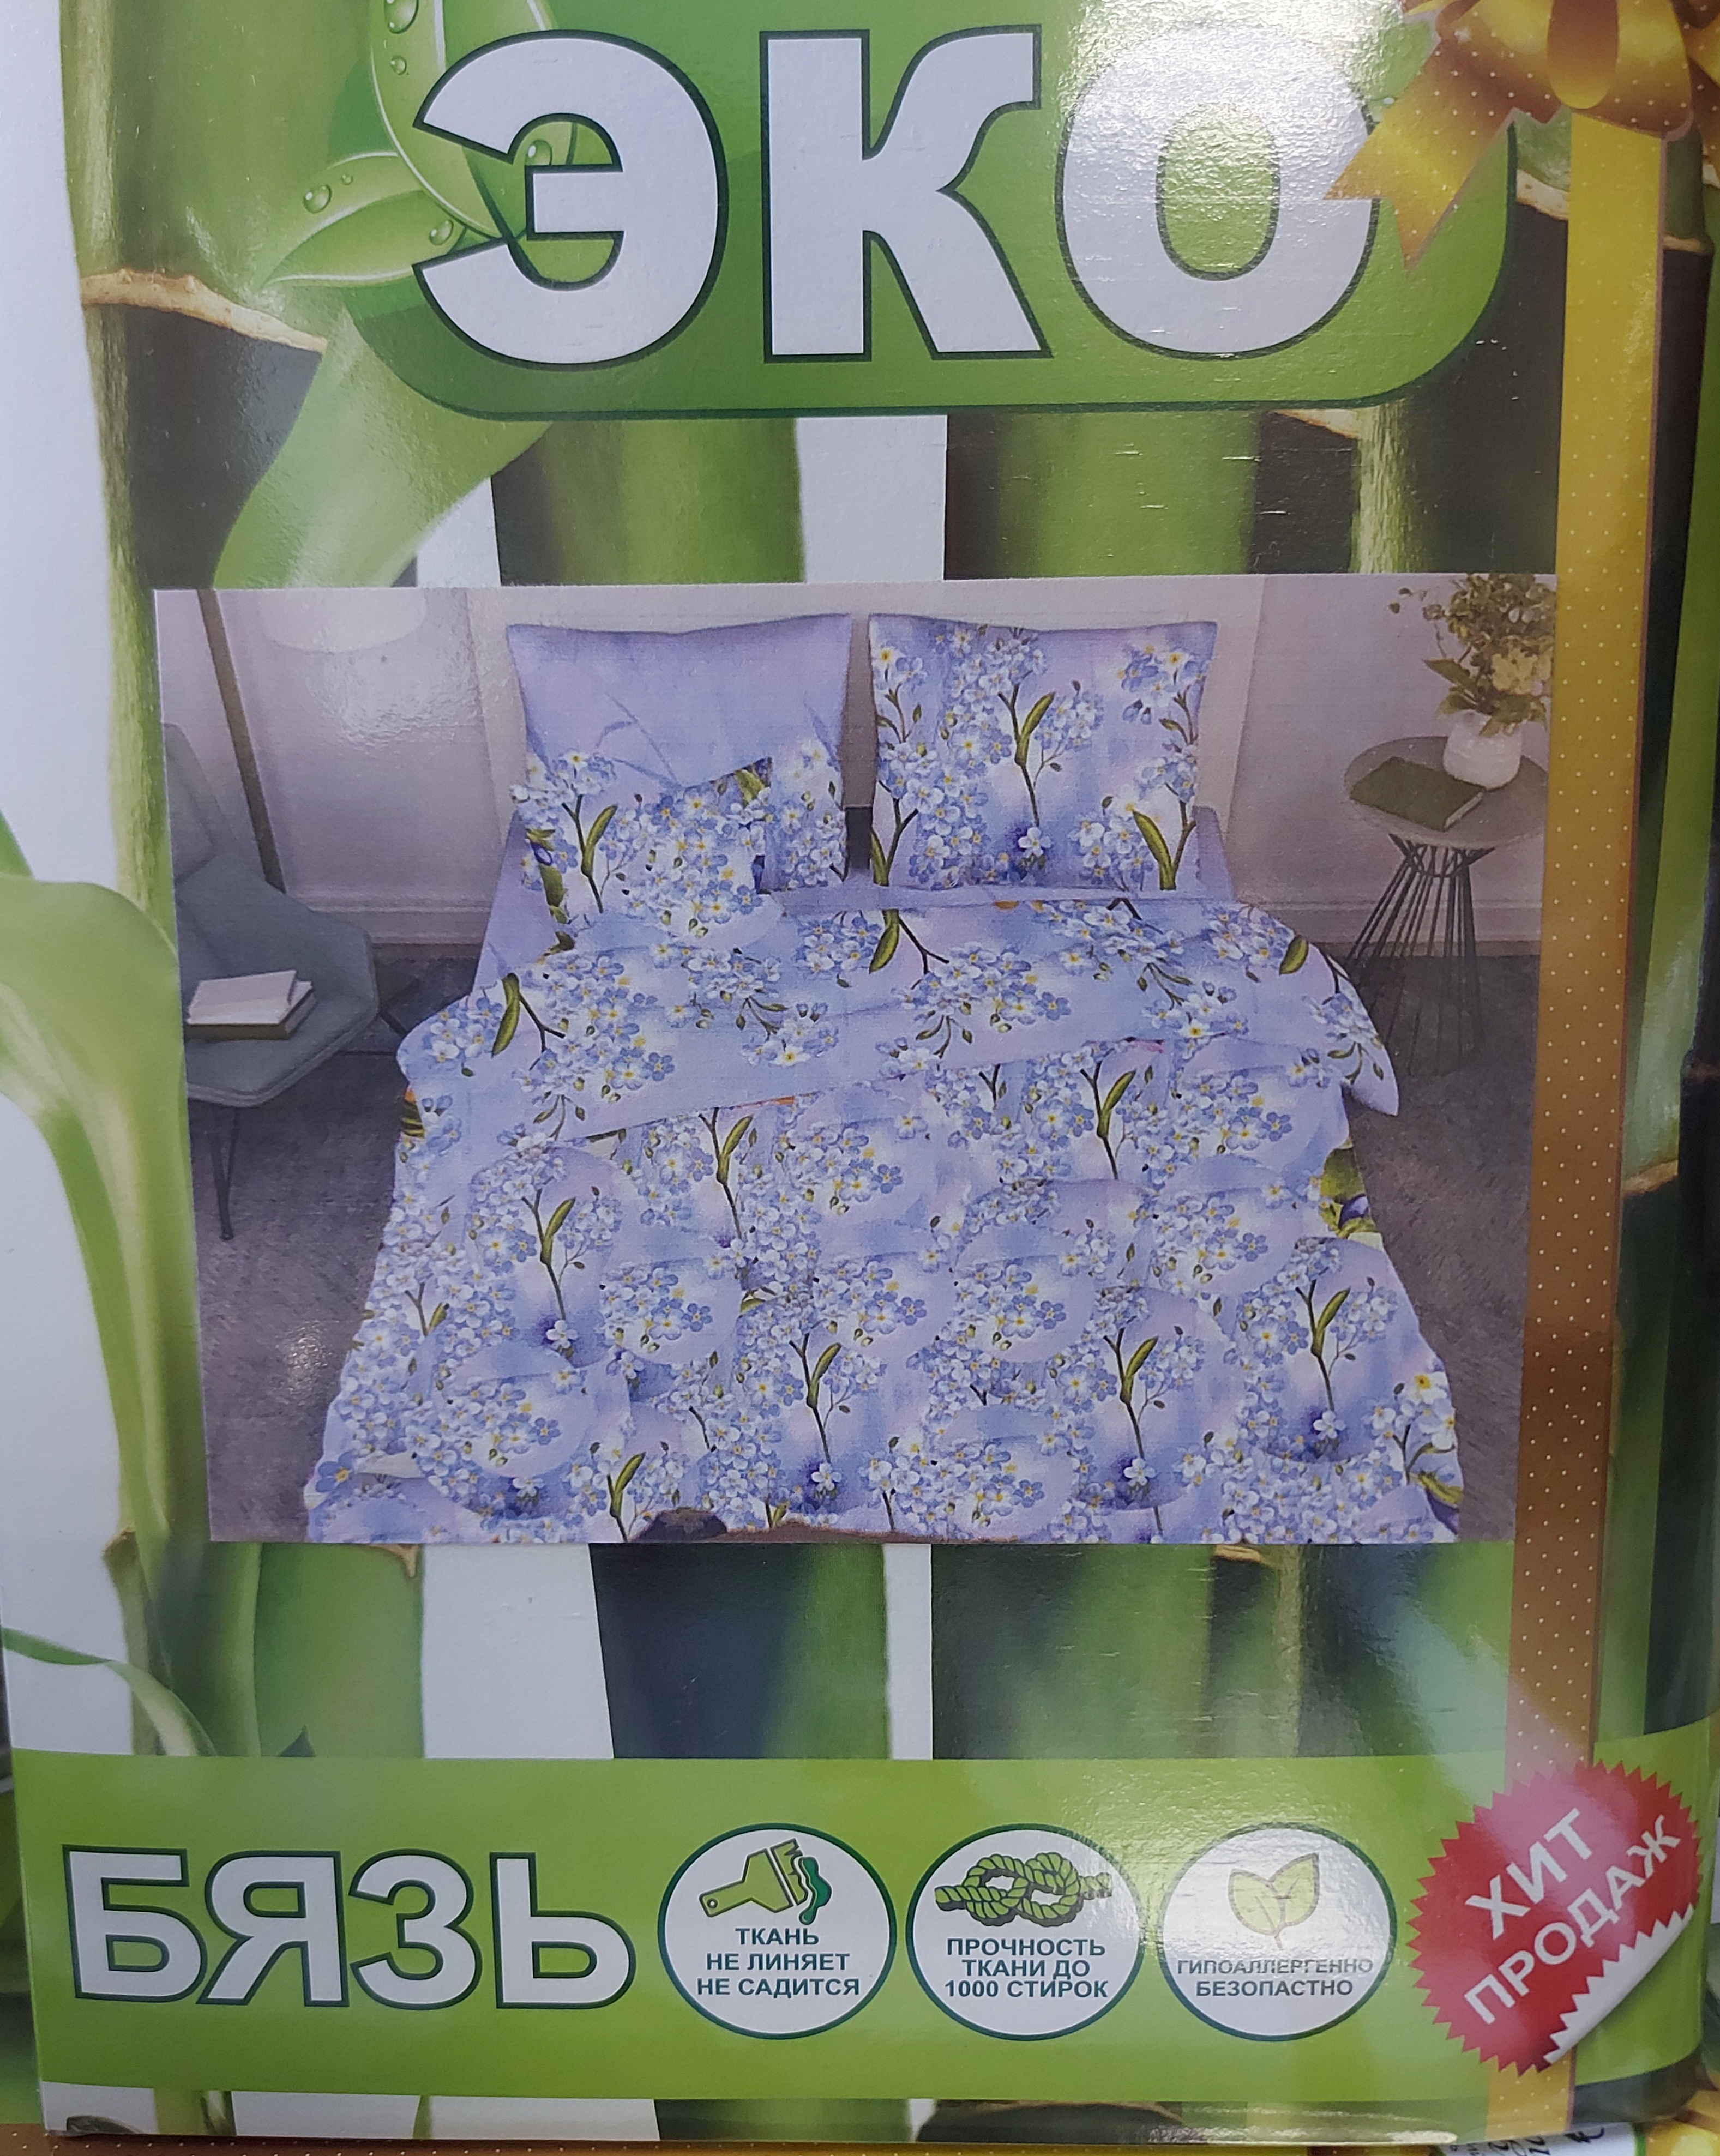 ЭКО
БЯЗЬ
ТКАНЬ
НЕ ЛИНЯЕТ
НЕ САДИТСЯ
ПРОЧНОСТЬ
ТКАНИ ДО
1000 СТИРОК
ГИПОАЛЛЕРГЕННО
БЕЗОПАСТНО
ХИТ
ПРОДАЖ